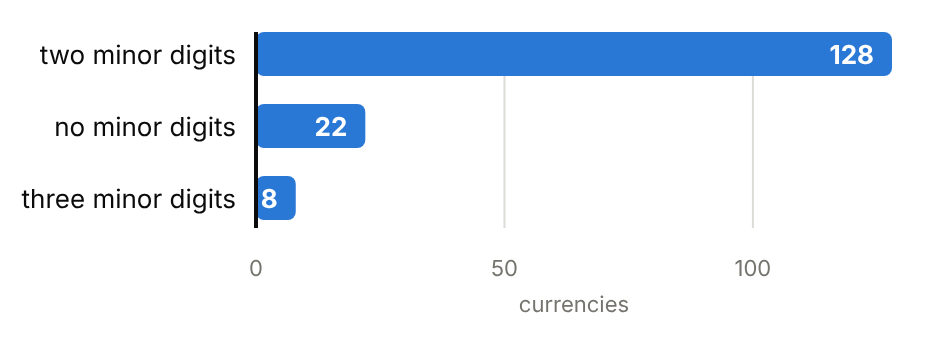 two minor digits 128
no minor digits 22
three minor digits 8
0 50 100
currencies